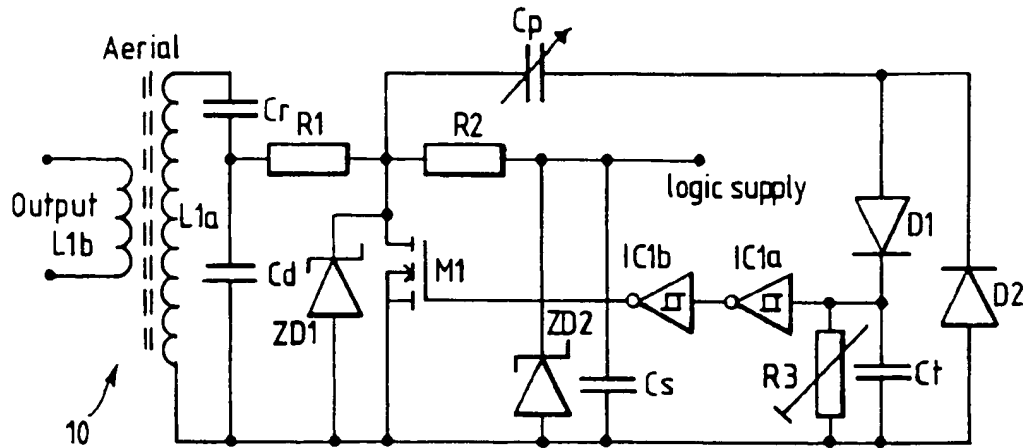 Cp
Aerial
Cr
R1
R2
logic supply
Output
L1b
L1a
D1
Cd
M1
IC1b
IC1a
D2
ZD1
ZD2
R3
Ct
Cs
10